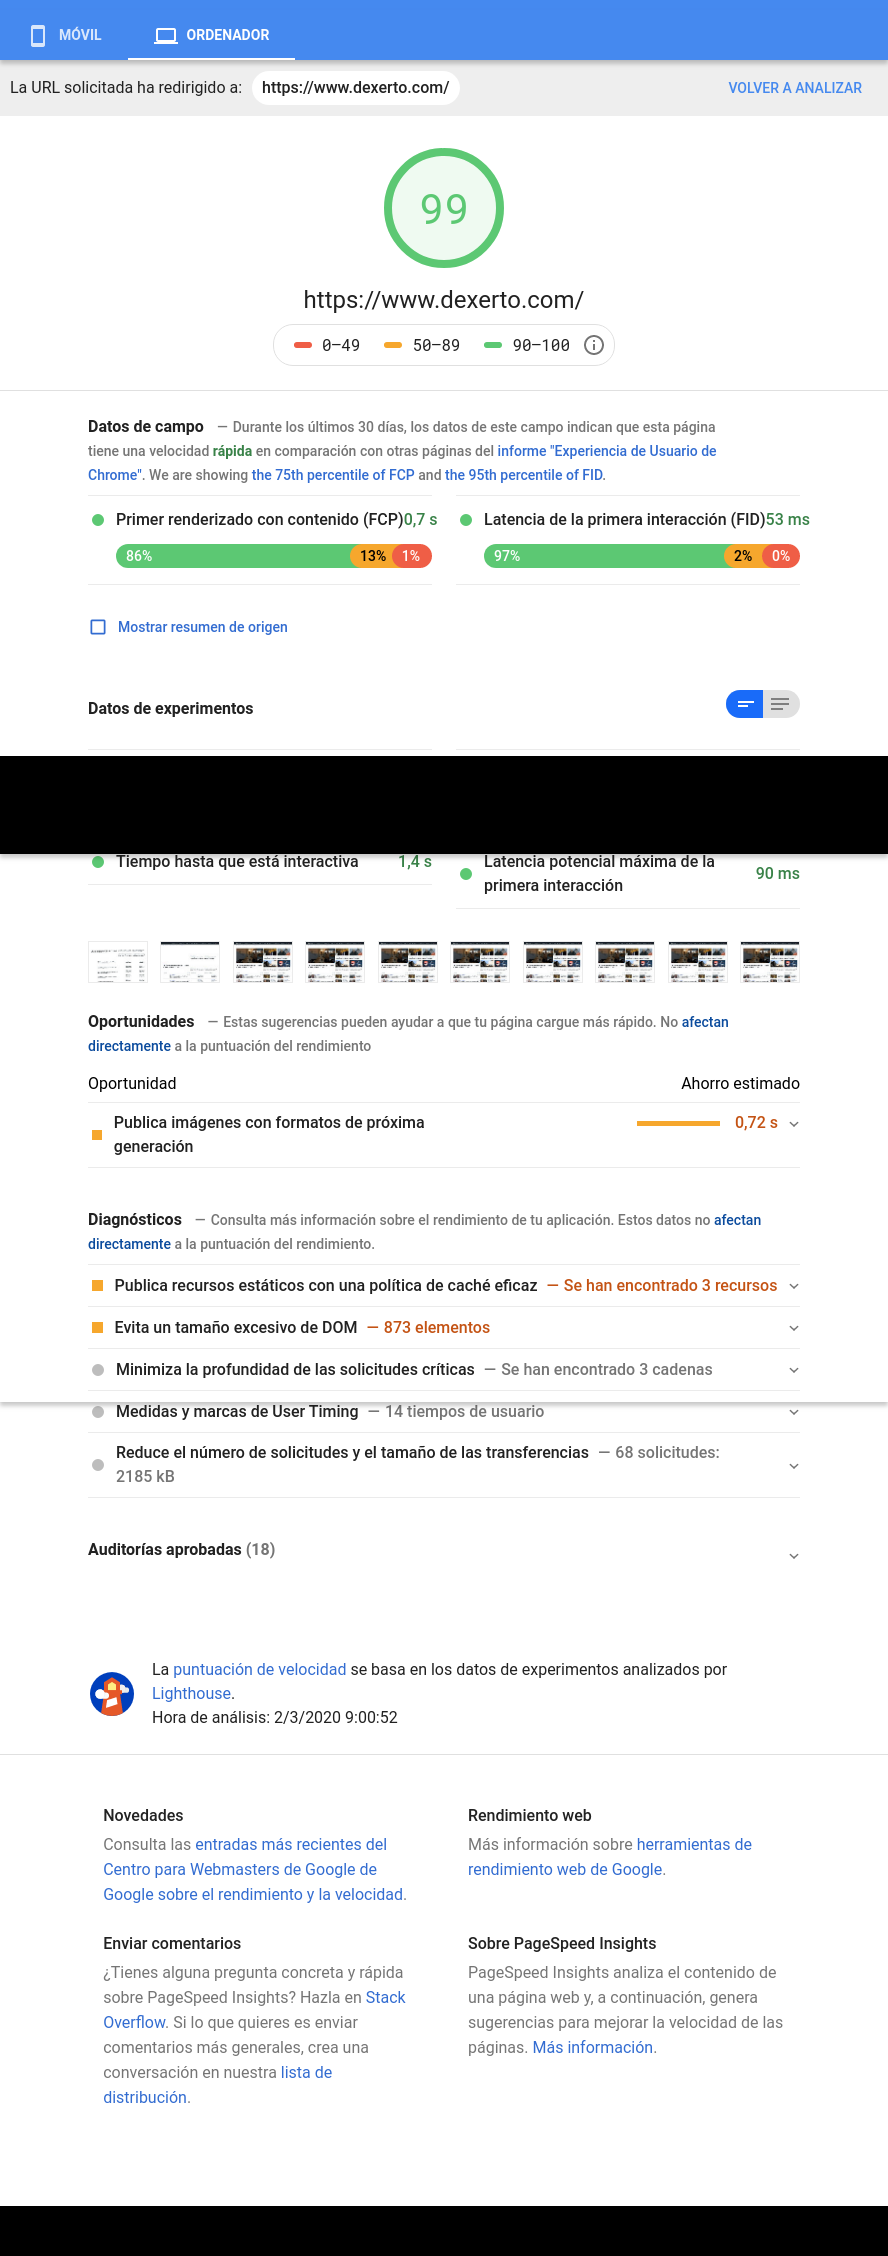 MÓVIL
ORDENADOR
La URL solicitada ha redirigido a: https://www.dexerto.com/ VOLVER A ANALIZAR
99
https://www.dexerto.com/
0–49 50–89 90–100
Datos de campo — Durante los últimos 30 días, los datos de este campo indican que esta página
tiene una velocidad rápida en comparación con otras páginas del informe "Experiencia de Usuario de
Chrome". We are showing the 75th percentile of FCP and the 95th percentile of FID.
Primer renderizado con contenido (FCP) 0,7 s
86% 13% 1%
Latencia de la primera interacción (FID) 53 ms
97% 2% 0%
Mostrar resumen de origen
Datos de experimentos
Tiempo hasta que está interactiva 1,4 s
Latencia potencial máxima de la
primera interacción
90 ms
Oportunidades — Estas sugerencias pueden ayudar a que tu página cargue más rápido. No afectan
directamente a la puntuación del rendimiento
Oportunidad Ahorro estimado
Publica imágenes con formatos de próxima
generación
0,72 s
Diagnósticos — Consulta más información sobre el rendimiento de tu aplicación. Estos datos no afectan
directamente a la puntuación del rendimiento.
Publica recursos estáticos con una política de caché eficaz — Se han encontrado 3 recursos
Evita un tamaño excesivo de DOM — 873 elementos
Minimiza la profundidad de las solicitudes críticas — Se han encontrado 3 cadenas
Medidas y marcas de User Timing — 14 tiempos de usuario
Reduce el número de solicitudes y el tamaño de las transferencias — 68 solicitudes:
2185 kB
Auditorías aprobadas (18)
La puntuación de velocidad se basa en los datos de experimentos analizados por
Lighthouse.
Hora de análisis: 2/3/2020 9:00:52
Novedades
Consulta las entradas más recientes del
Centro para Webmasters de Google de
Google sobre el rendimiento y la velocidad.
Rendimiento web
Más información sobre herramientas de
rendimiento web de Google.
Enviar comentarios
¿Tienes alguna pregunta concreta y rápida
sobre PageSpeed Insights? Hazla en Stack
Overflow. Si lo que quieres es enviar
comentarios más generales, crea una
conversación en nuestra lista de
distribución.
Sobre PageSpeed Insights
PageSpeed Insights analiza el contenido de
una página web y, a continuación, genera
sugerencias para mejorar la velocidad de las
páginas. Más información.